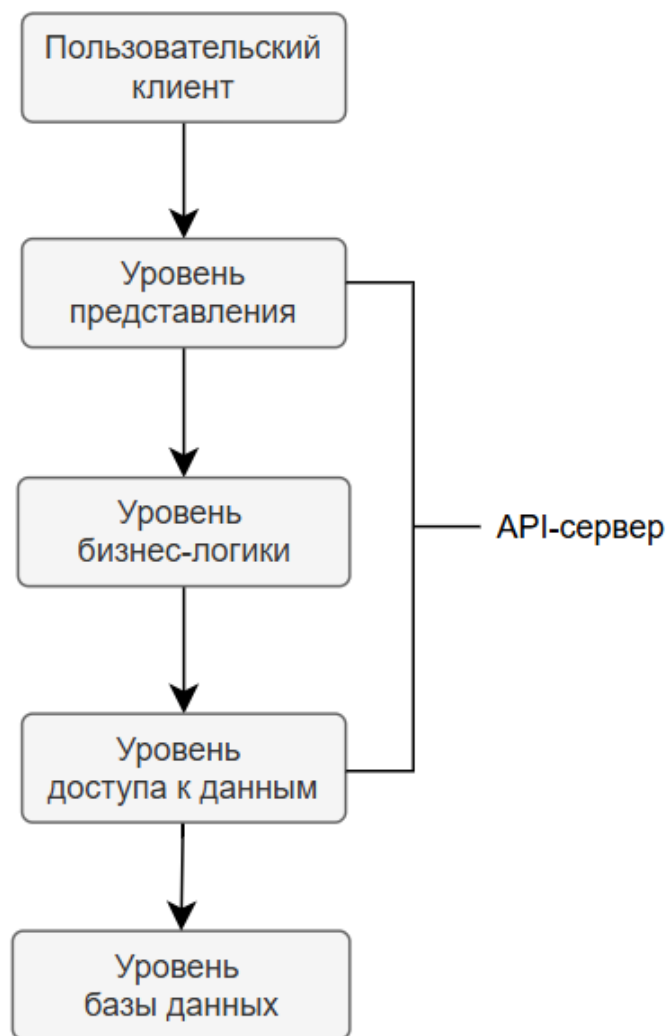 Пользовательский
клиент
Уровень
представления
Уровень
бизнес-логики
API-сервер
Уровень
доступа к данным
Уровень
базы данных